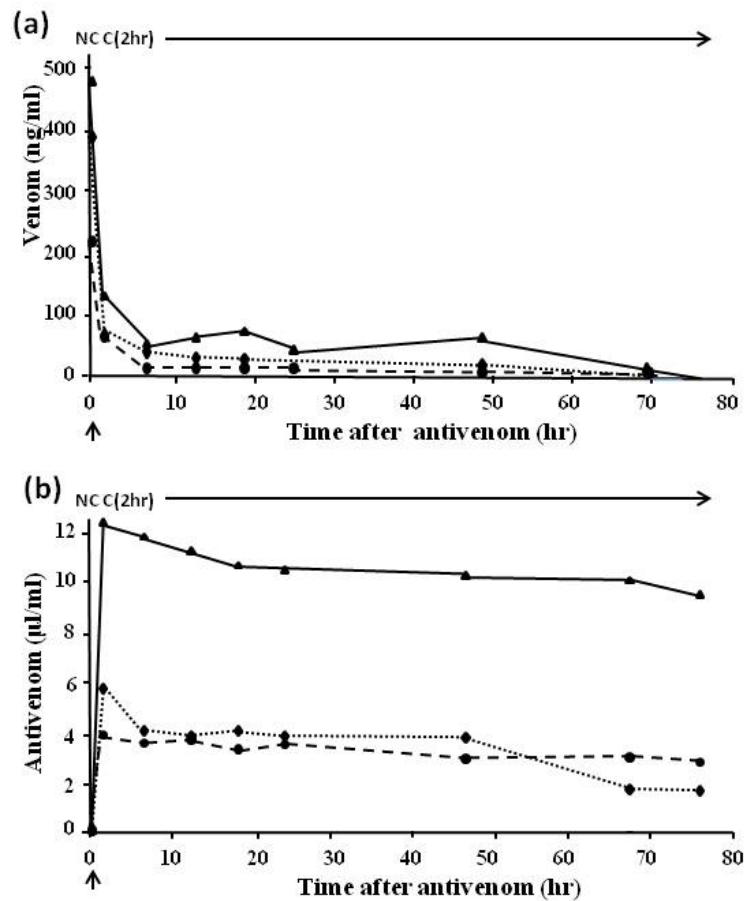 (a)
NC C(2hr)
500
400
300
200
100
0
Venom (ng/ml)
0 10 20 30 40 50 60 70 80
Time after antivenom (hr)
(b)
NC C(2hr)
12
10
8
6
4
2
0
Antivenom (µl/ml)
0 10 20 30 40 50 60 70 80
Time after antivenom (hr)